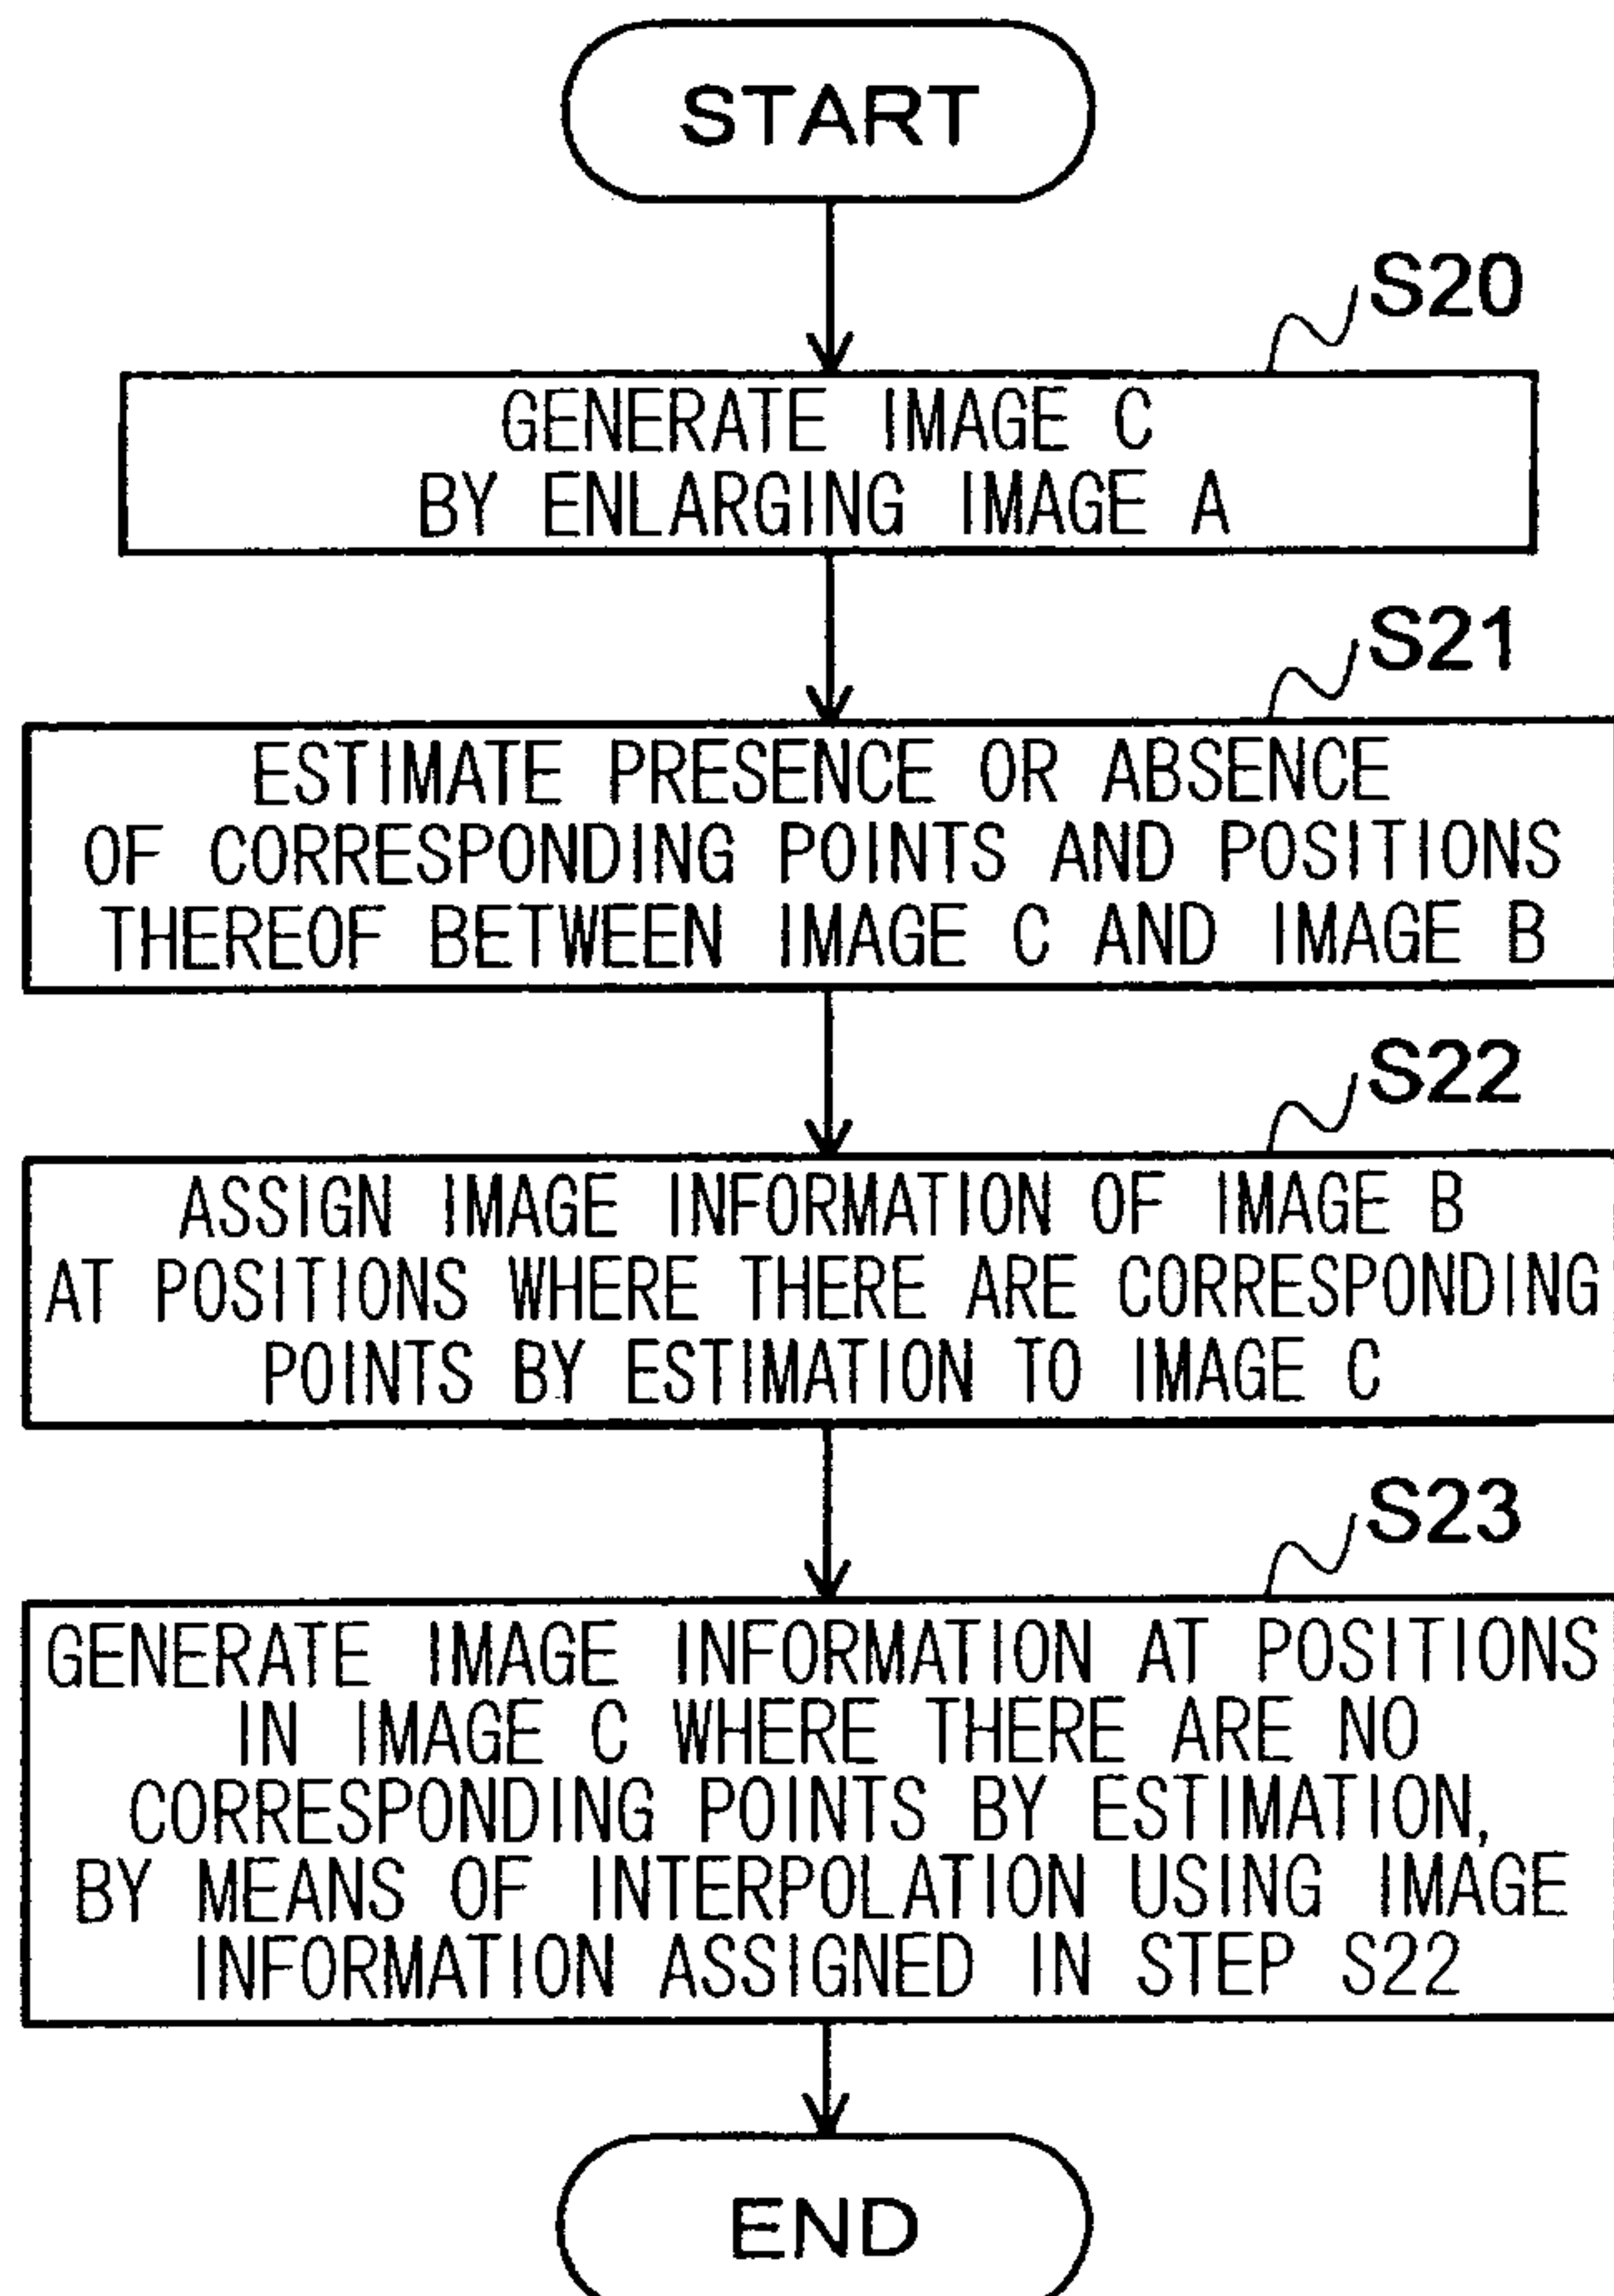 START
S20
GENERATE IMAGE C
BY ENLARGING IMAGE A
S21
ESTIMATE PRESENCE OR ABSENCE
OF CORRESPONDING POINTS AND POSITIONS
THEREOF BETWEEN IMAGE C AND IMAGE B
S22
ASSIGN IMAGE INFORMATION OF IMAGE B
AT POSITIONS WHERE THERE ARE CORRESPONDING
POINTS BY ESTIMATION TO IMAGE C
S23
GENERATE IMAGE INFORMATION AT POSITIONS
IN IMAGE C WHERE THERE ARE NO
CORRESPONDING POINTS BY ESTIMATION,
BY MEANS OF INTERPOLATION USING IMAGE
INFORMATION ASSIGNED IN STEP S22
END